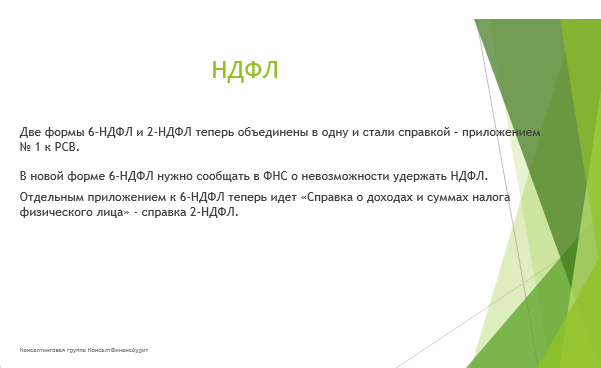 НДФЛ
Две формы 6-НДФЛ и 2-НДФЛ теперь объединены в одну и стали справкой – приложением
№ 1 к РСВ.
В новой форме 6-НДФЛ нужно сообщать в ФНС о невозможности удержать НДФЛ.
Отдельным приложением к 6-НДФЛ теперь идет «Справка о доходах и суммах налога
физического лица» - справка 2-НДФЛ.
Консалтинговая группа КонсалтФинансАудит